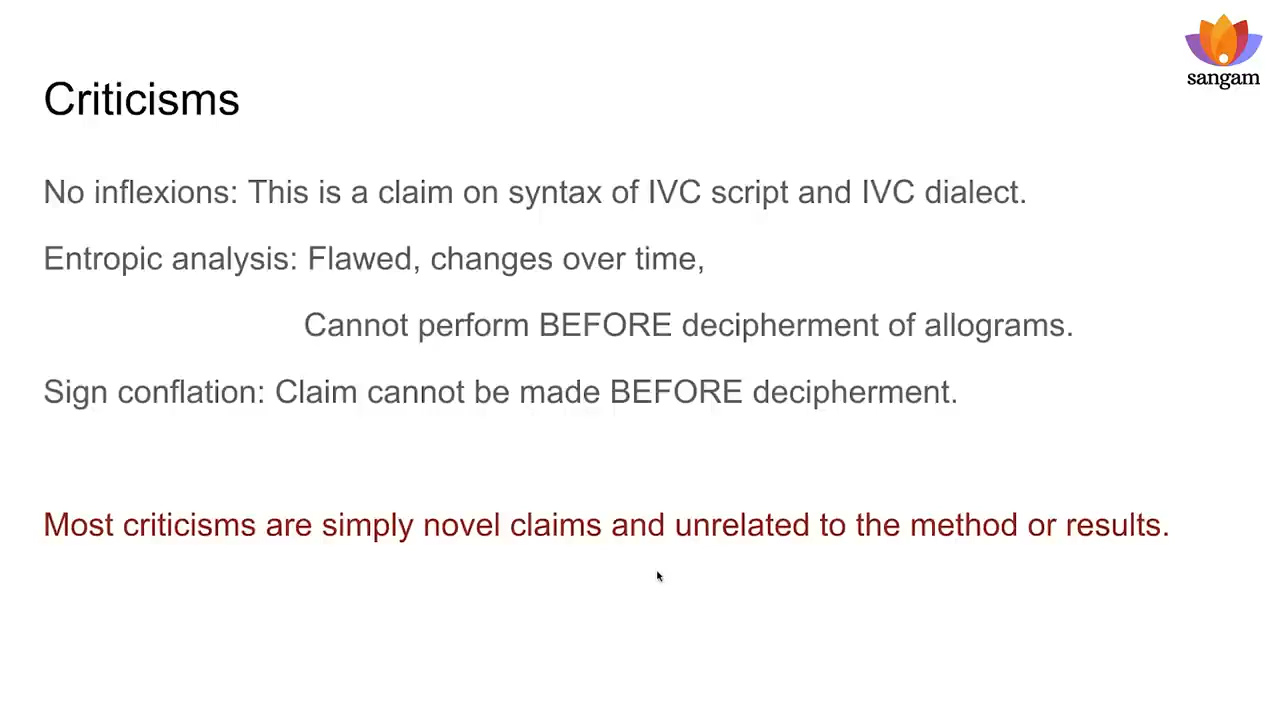 sangam
Criticisms
No inflexions: This is a claim on syntax of IVC script and IVC dialect.
Entropic analysis: Flawed, changes over time,
Cannot perform BEFORE decipherment of allograms.
Sign conflation: Claim cannot be made BEFORE decipherment.
Most criticisms are simply novel claims and unrelated to the method or results.